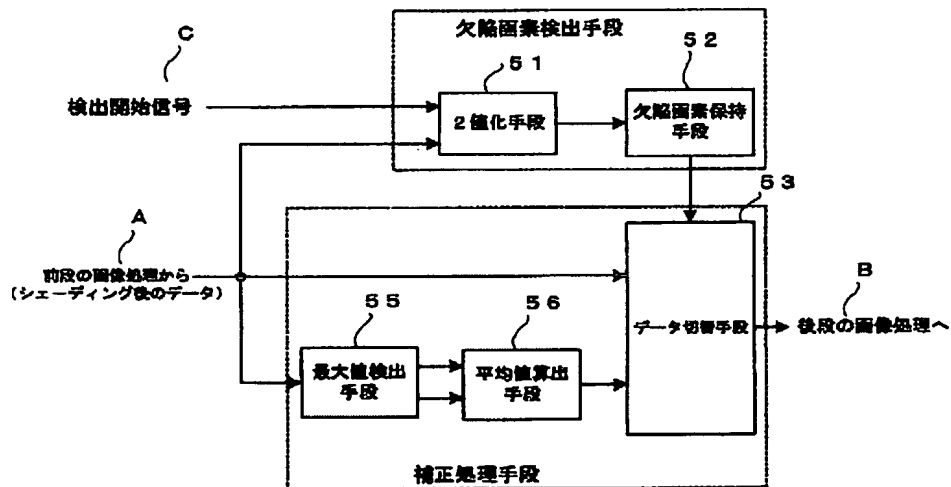 欠陥画素検出手段
C
51
52
検出開始信号
2値化手段
欠陥画素保持
手段
53
A
前段の画像処理から
(シェーディング後のデータ)
B
データ切替手段
後段の画像処理へ
55
56
最大値検出
手段
平均値算出
手段
補正処理手段